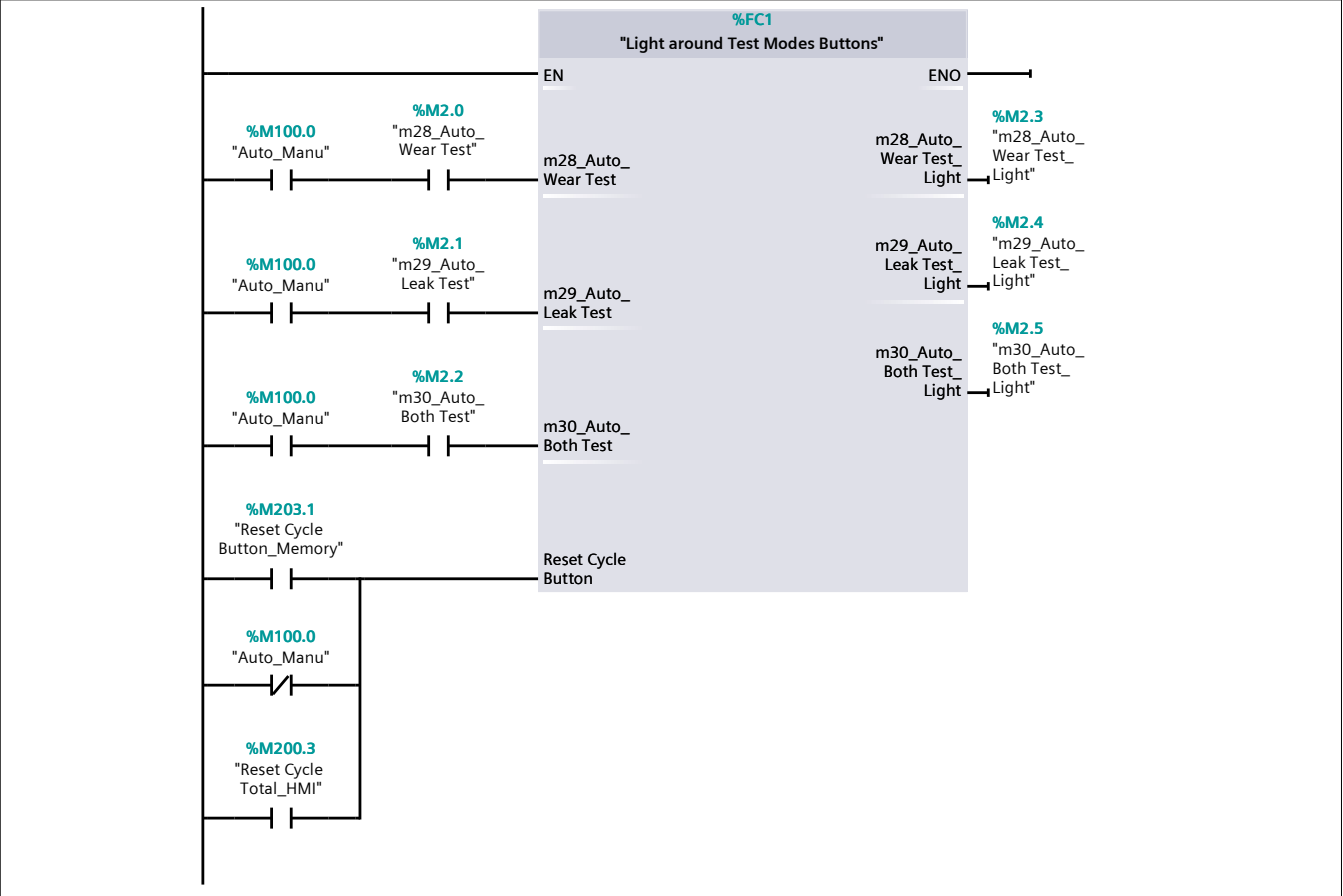 %FC1
"Light around Test Modes Buttons"
EN
ENO
%M100.0
"Auto_Manu"
%M2.0
"m28_Auto_
Wear Test"
m28_Auto_
Wear Test
m28_Auto_
Wear Test_
Light
%M2.3
"m28_Auto_
Wear Test_
Light"
%M100.0
"Auto_Manu"
%M2.1
"m29_Auto_
Leak Test"
m29_Auto_
Leak Test
m29_Auto_
Leak Test_
Light
%M2.4
"m29_Auto_
Leak Test_
Light"
%M100.0
"Auto_Manu"
%M2.2
"m30_Auto_
Both Test"
m30_Auto_
Both Test
m30_Auto_
Both Test_
Light
%M2.5
"m30_Auto_
Both Test_
Light"
%M203.1
"Reset Cycle
Button_Memory"
Reset Cycle
Button
%M100.0
"Auto_Manu"
%M200.3
"Reset Cycle
Total_HMI"